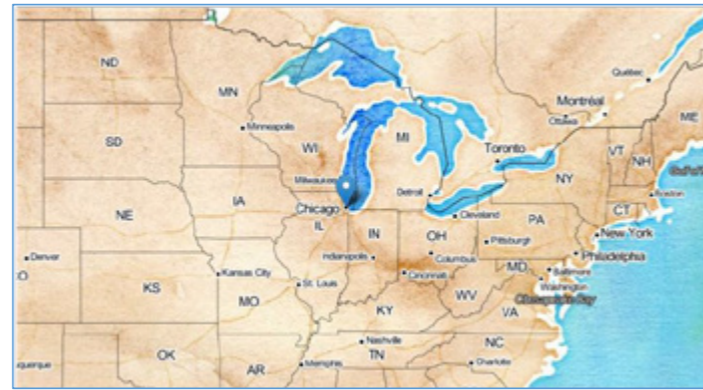 Québec
ND
Montréal
MN
Ottawa
ME
Minneapolis
VT
SD
WI
MI
Toronto
NH
NY
Milwaukee
Boston
Detroit
CT
IA
Chicago
NE
Cleveland
PA
New York
IL
IN
OH
Pittsburgh
Philadelphia
Denver
Indianapolis
Columbus
MD
Baltimore
Kansas City
Cincinnati
Washington
KS
St. Louis
WV
Chesapeake Bay
MO
KY
VA
Nashville
NC
OK
TN
AR
Memphis
Charlotte